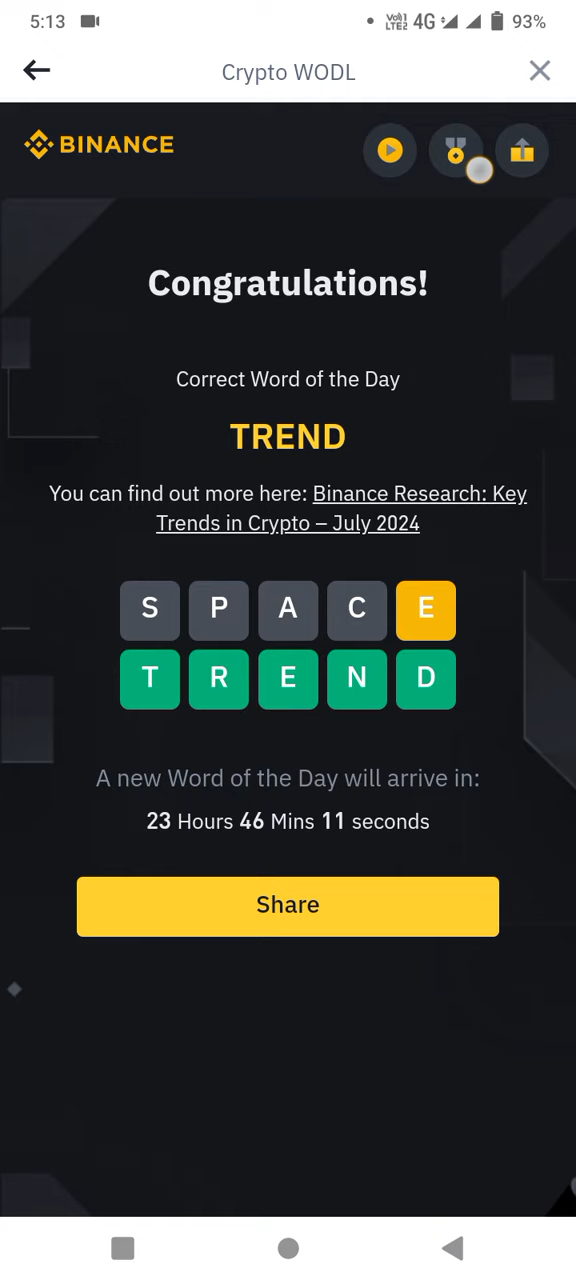 5:13 Vo)) LTE2 4G 93%
Crypto WODL
BINANCE
Congratulations!
Correct Word of the Day
TREND
You can find out more here: Binance Research: Key
Trends in Crypto – July 2024
S P A C E
T R E N D
A new Word of the Day will arrive in:
23 Hours 46 Mins 11 seconds
Share